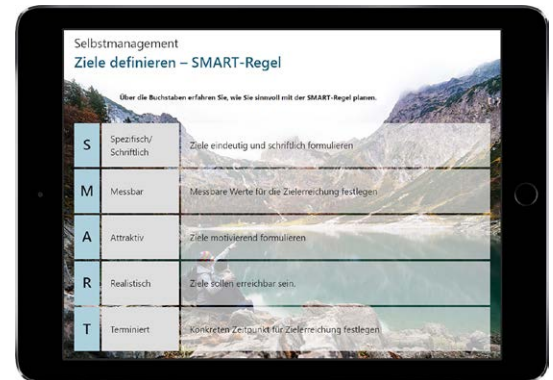 Selbstmanagement
Ziele definieren – SMART-Regel
Über die Buchstaben erfahren Sie, wie Sie sinnvoll mit der SMART-Regel planen.
S Spezifisch/ Schriftlich Ziele eindeutig und schriftlich formulieren
M Messbar Messbare Werte für die Zielerreichung festlegen
A Attraktiv Ziele motivierend formulieren
R Realistisch Ziele sollen erreichbar sein.
T Terminiert Konkreten Zeitpunkt für Zielerreichung festlegen